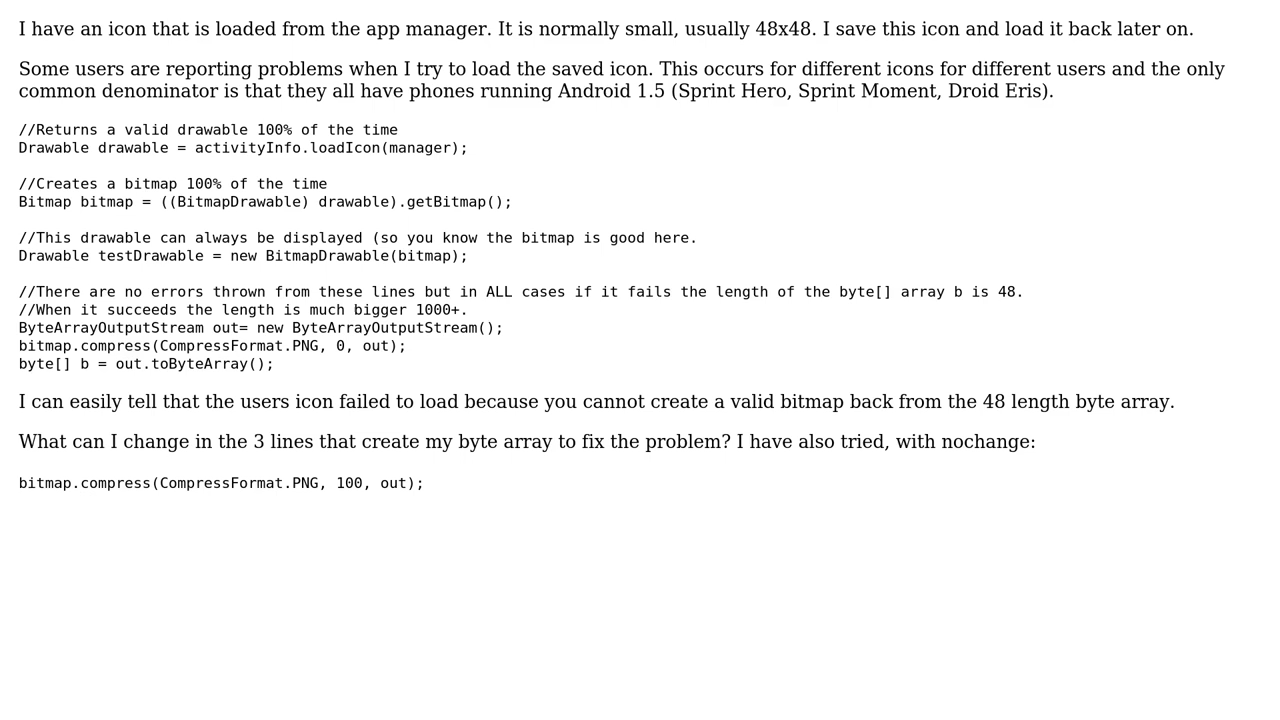 I have an icon that is loaded from the app manager. It is normally small, usually 48x48. I save this icon and load it back later on.
Some users are reporting problems when I try to load the saved icon. This occurs for different icons for different users and the only
common denominator is that they all have phones running Android 1.5 (Sprint Hero, Sprint Moment, Droid Eris).
//Returns a valid drawable 100% of the time
Drawable drawable = activityInfo.loadIcon(manager);
//Creates a bitmap 100% of the time
Bitmap bitmap = ((BitmapDrawable) drawable).getBitmap();
//This drawable can always be displayed (so you know the bitmap is good here.
Drawable testDrawable = new BitmapDrawable(bitmap);
//There are no errors thrown from these lines but in ALL cases if it fails the length of the byte[] array b is 48.
//When it succeeds the length is much bigger 1000+.
ByteArrayOutputStream out= new ByteArrayOutputStream();
bitmap.compress(CompressFormat.PNG, 0, out);
byte[] b = out.toByteArray();
I can easily tell that the users icon failed to load because you cannot create a valid bitmap back from the 48 length byte array.
What can I change in the 3 lines that create my byte array to fix the problem? I have also tried, with nochange:
bitmap.compress(CompressFormat.PNG, 100, out);